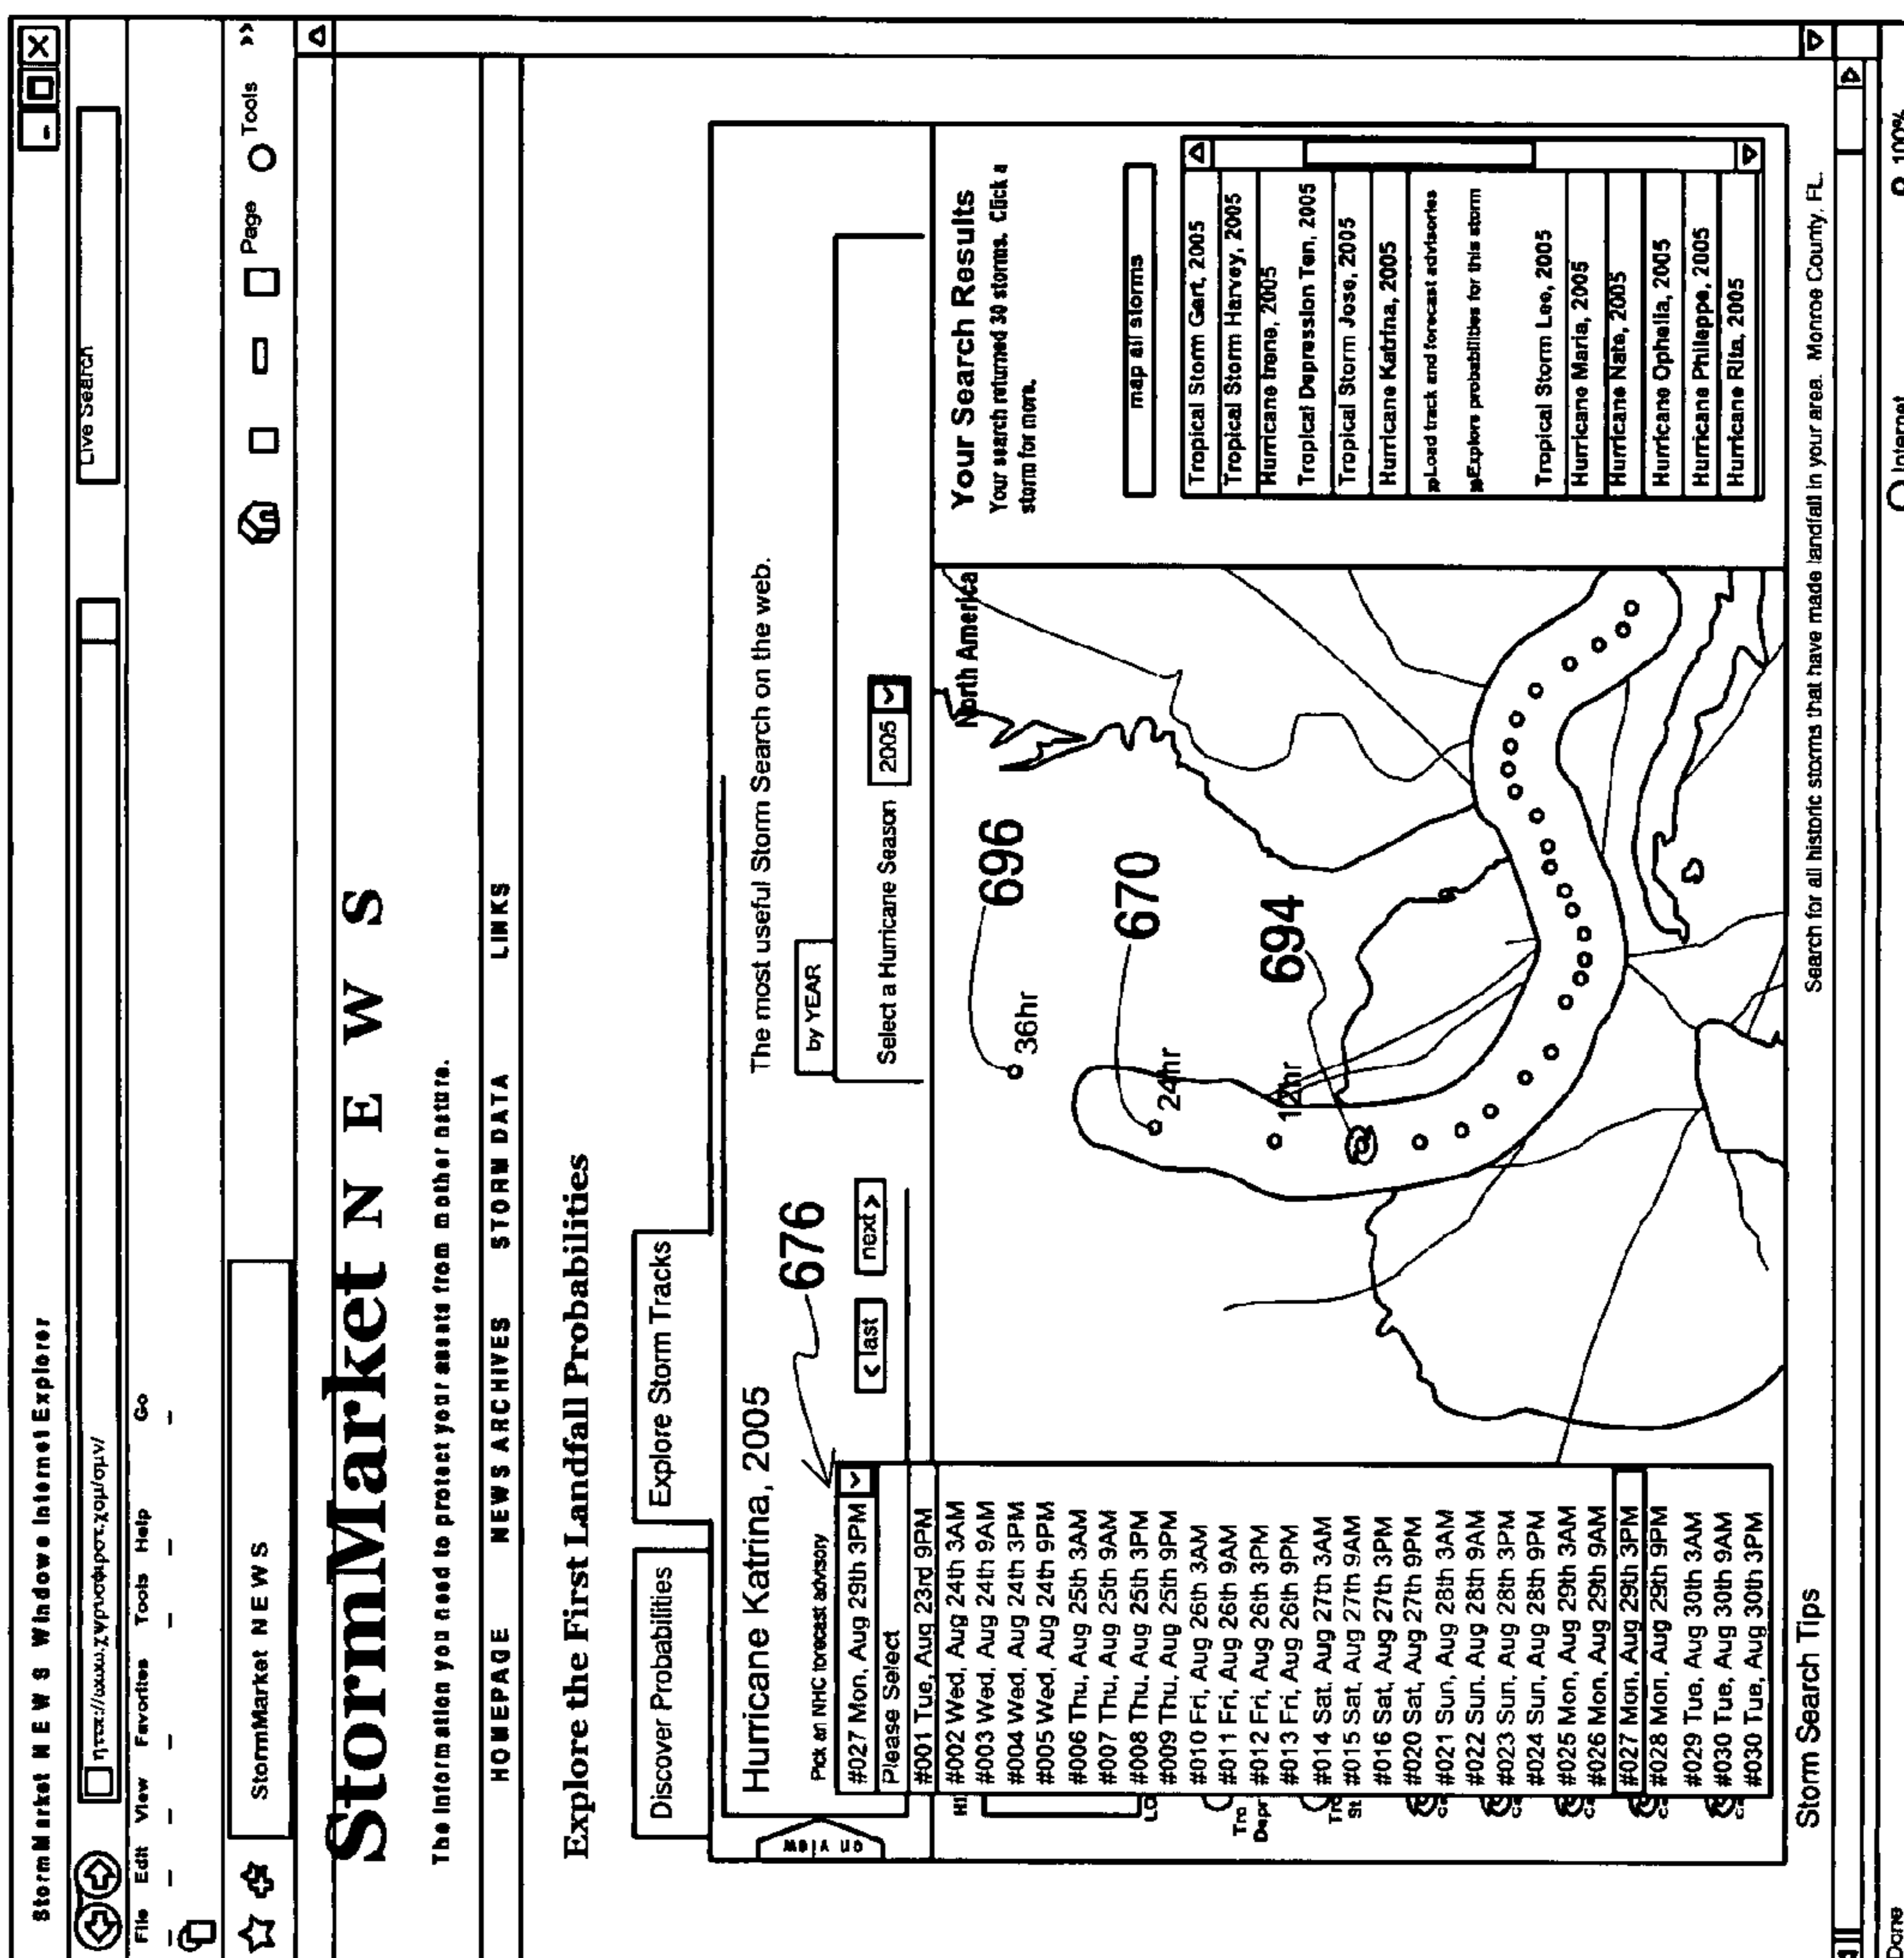 StormMarket N E W S Windows Internet Explorer
ηττπ://ωωω.χψρυσφιρστ.χομ/σμν/
Live Search
File Edit View Favorites Tools Help Go
StormMarket N E W S
Page Tools »
StormMarket N E W S
The information you need to protect your assets from mother nature.
HOMEPAGE NEWS ARCHIVES STORM DATA LINKS
Explore the First Landfall Probabilities
Discover Probabilities Explore Storm Tracks
Hurricane Katrina, 2005
The most useful Storm Search on the web.
676
Pick an NHC forecast advisory
by YEAR
#027 Mon, Aug 29th 3PM
< last next >
Select a Hurricane Season 2005
Please Select
#001 Tue, Aug 23rd 9PM
#002 Wed, Aug 24th 3AM
#003 Wed, Aug 24th 9AM
#004 Wed, Aug 24th 3PM
#005 Wed, Aug 24th 9PM
#006 Thu, Aug 25th 3AM
#007 Thu, Aug 25th 9AM
#008 Thu, Aug 25th 3PM
#009 Thu, Aug 25th 9PM
#010 Fri, Aug 26th 3AM
#011 Fri, Aug 26th 9AM
#012 Fri, Aug 26th 3PM
#013 Fri, Aug 26th 9PM
#014 Sat, Aug 27th 3AM
#015 Sat, Aug 27th 9AM
#016 Sat, Aug 27th 3PM
#020 Sat, Aug 27th 9PM
#021 Sun, Aug 28th 3AM
#022 Sun, Aug 28th 9AM
#023 Sun, Aug 28th 3PM
#024 Sun, Aug 28th 9PM
#025 Mon, Aug 29th 3AM
#026 Mon, Aug 29th 9AM
#027 Mon, Aug 29th 3PM
#028 Mon, Aug 29th 9PM
#029 Tue, Aug 30th 3AM
#030 Tue, Aug 30th 9AM
#030 Tue, Aug 30th 3PM
North America
696
36hr
670
24hr
694
12hr
Your Search Results
Your search returned 30 storms. Click a
storm for more.
map all storms
Tropical Storm Gert, 2005
Tropical Storm Harvey, 2005
Hurricane Irene, 2005
Tropical Depression Ten, 2005
Tropical Storm Jose, 2005
Hurricane Katrina, 2005
»Load track and forecast advisories
»Explore probabilities for this storm
Tropical Storm Lee, 2005
Hurricane Maria, 2005
Hurricane Nate, 2005
Hurricane Ophelia, 2005
Hurricane Phileppe, 2005
Hurricane Rita, 2005
Storm Search Tips
Search for all historic storms that have made landfall in your area. Monroe County, FL.
Done
Internet
100%